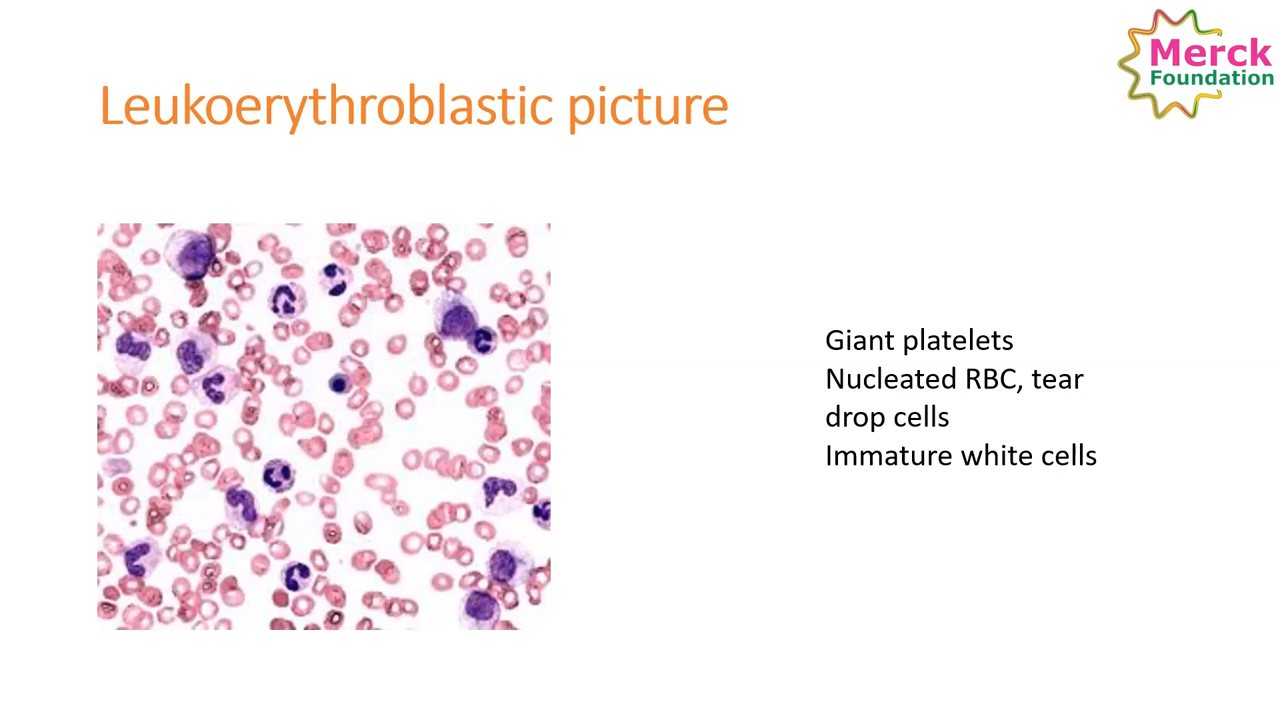 Merck
Foundation
Leukoerythroblastic picture
Giant platelets
Nucleated RBC, tear
drop cells
Immature white cells